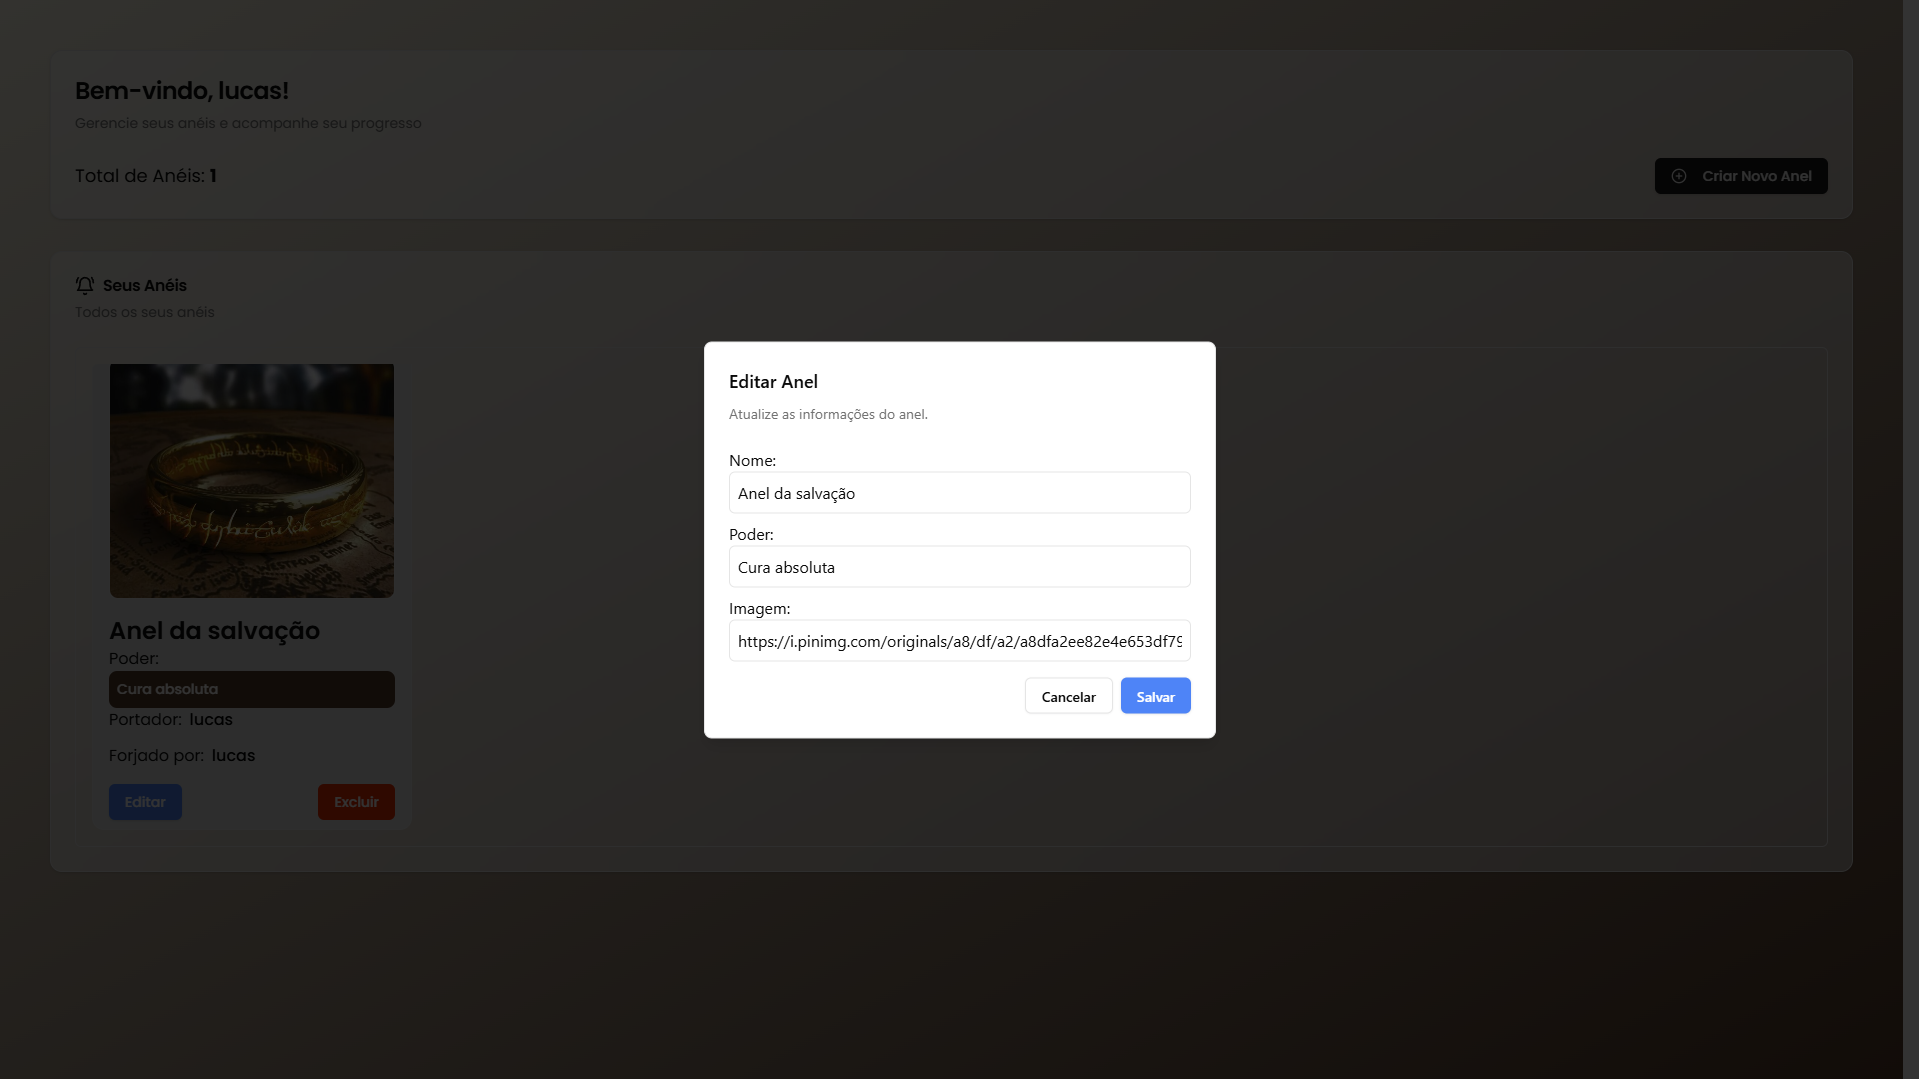 Bem-vindo, lucas!
Gerencie seus anéis e acompanhe seu progresso
Total de Anéis: 1
Criar Novo Anel
Seus Anéis
Todos os seus anéis
WESTFOLD Emnet
Anel da salvação
Poder:
Cura absoluta
Portador: lucas
Forjado por: lucas
Editar
Excluir
Editar Anel
Atualize as informações do anel.
Nome:
Anel da salvação
Poder:
Cura absoluta
Imagem:
https://i.pinimg.com/originals/a8/df/a2/a8dfa2ee82e4e653df79
Cancelar
Salvar